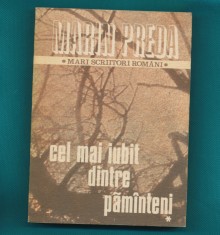 MARIN PREDA
* MARI SCRIITORI ROMÂNI *
cel mai iubit
dintre
pămînteni
*